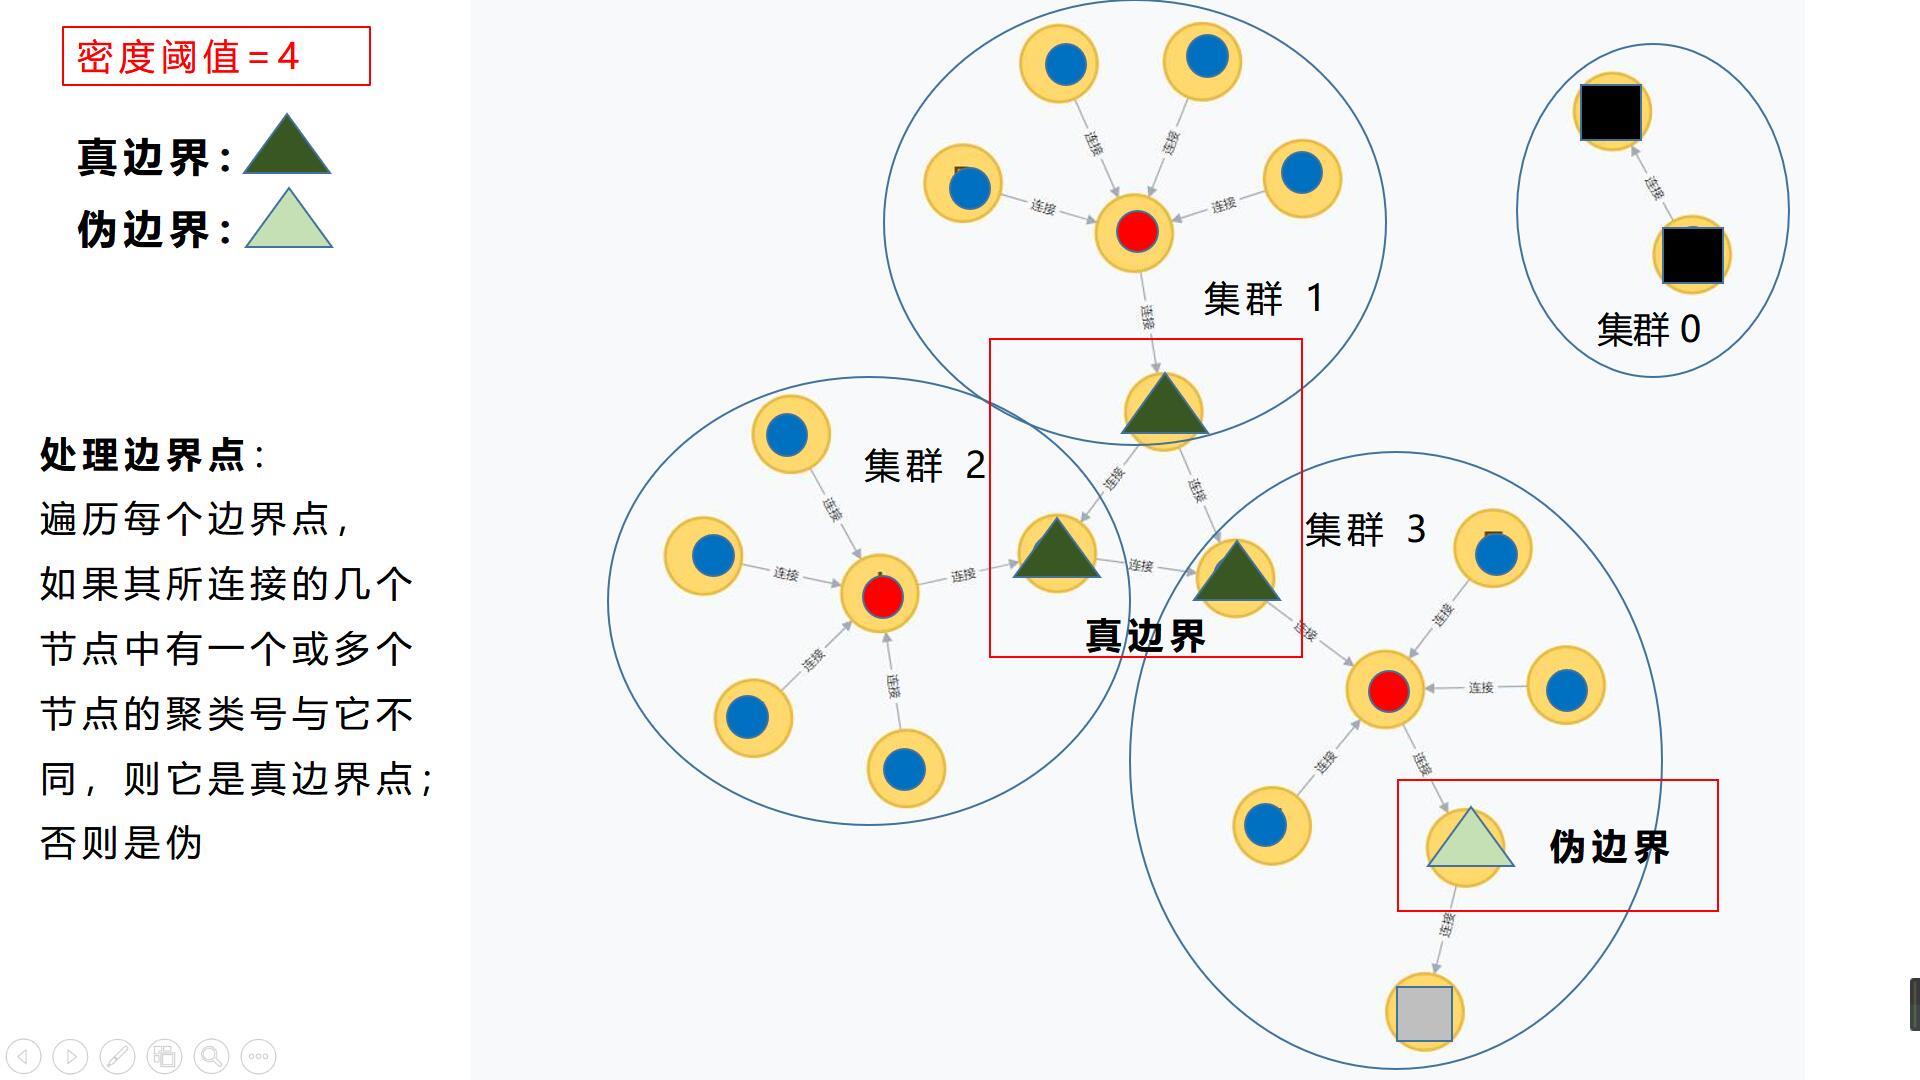 密度阈值=4
真边界：
伪边界：
处理边界点：
遍历每个边界点，
如果其所连接的几个
节点中有一个或多个
节点的聚类号与它不
同，则它是真边界点；
否则是伪
连接
连接
连接
连接
集群 1
连接
连接
集群 0
集群 2
连接
连接
集群 3
连接
连接
连接
连接
真边界
连接
连接
连接
连接
连接
连接
连接
伪边界
连接